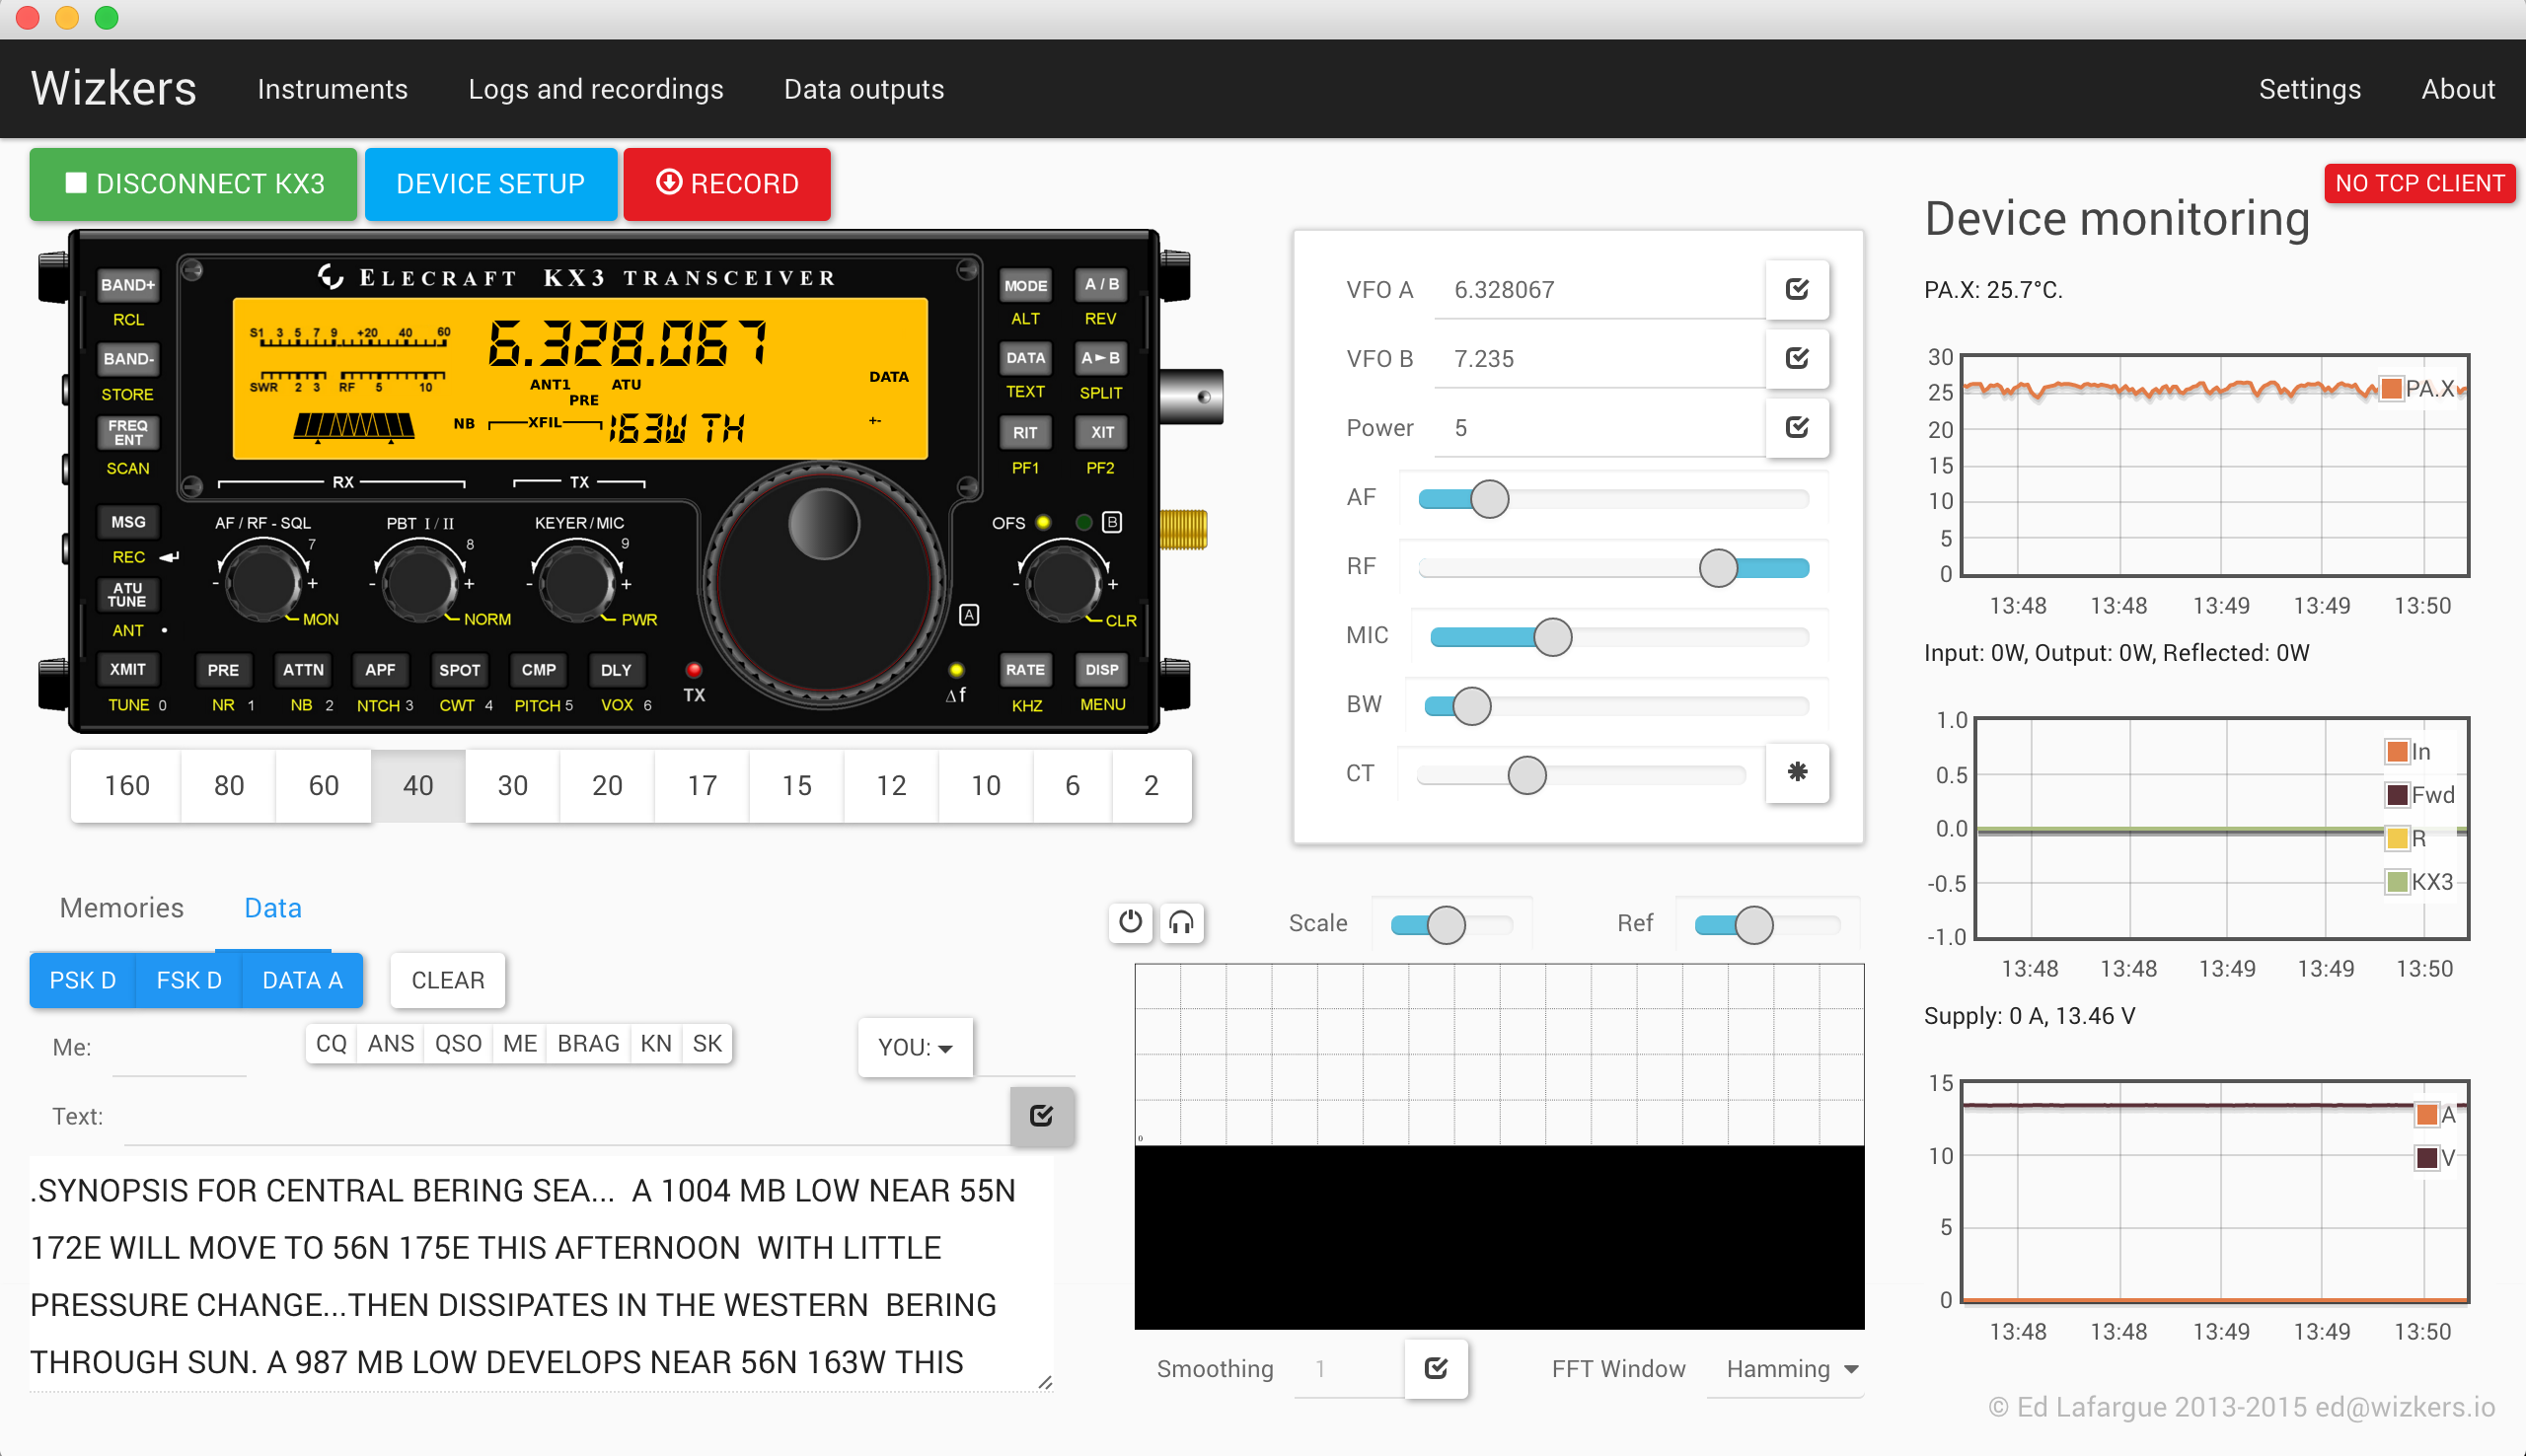 Wizkers Instruments Logs and recordings Data outputs Settings About
DISCONNECT KX3 DEVICE SETUP RECORD
NO TCP CLIENT
ELECRAFT KX3 TRANSCEIVER
BAND+
RCL
BAND-
STORE
FREQ
ENT
SCAN
MSG
REC
ATU
TUNE
ANT
XMIT
TUNE 0
S1 3 5 7 9 +20 40 60
SWR 2 3 RF 5 10
6.328.067
ANT1 ATU
PRE
DATA
NB XFIL 163W TH
+-
RX TX
MODE A / B
ALT REV
DATA A►B
TEXT SPLIT
RIT XIT
PF1 PF2
AF / RF - SQL PBT I / II KEYER / MIC
7 8 9
- + - + - +
MON NORM PWR
OFS B
- +
A CLR
PRE ATTN APF SPOT CMP DLY
NR 1 NB 2 NTCH 3 CWT 4 PITCH 5 VOX 6
TX
Δf
RATE DISP
KHZ MENU
160 80 60 40 30 20 17 15 12 10 6 2
VFO A 6.328067
VFO B 7.235
Power 5
AF
RF
MIC
BW
CT
Memories Data
PSK D FSK D DATA A CLEAR
Me: CQ ANS QSO ME BRAG KN SK YOU:
Text:
.SYNOPSIS FOR CENTRAL BERING SEA... A 1004 MB LOW NEAR 55N
172E WILL MOVE TO 56N 175E THIS AFTERNOON WITH LITTLE
PRESSURE CHANGE...THEN DISSIPATES IN THE WESTERN BERING
THROUGH SUN. A 987 MB LOW DEVELOPS NEAR 56N 163W THIS
Scale Ref
0
Smoothing 1 FFT Window Hamming
Device monitoring
PA.X: 25.7°C.
30
25
20
15
10
5
0
PA.X
13:48 13:48 13:49 13:49 13:50
Input: 0W, Output: 0W, Reflected: 0W
1.0
0.5
0.0
-0.5
-1.0
In
Fwd
R
KX3
13:48 13:48 13:49 13:49 13:50
Supply: 0 A, 13.46 V
15
10
5
0
A
V
13:48 13:48 13:49 13:49 13:50
© Ed Lafargue 2013-2015 ed@wizkers.io